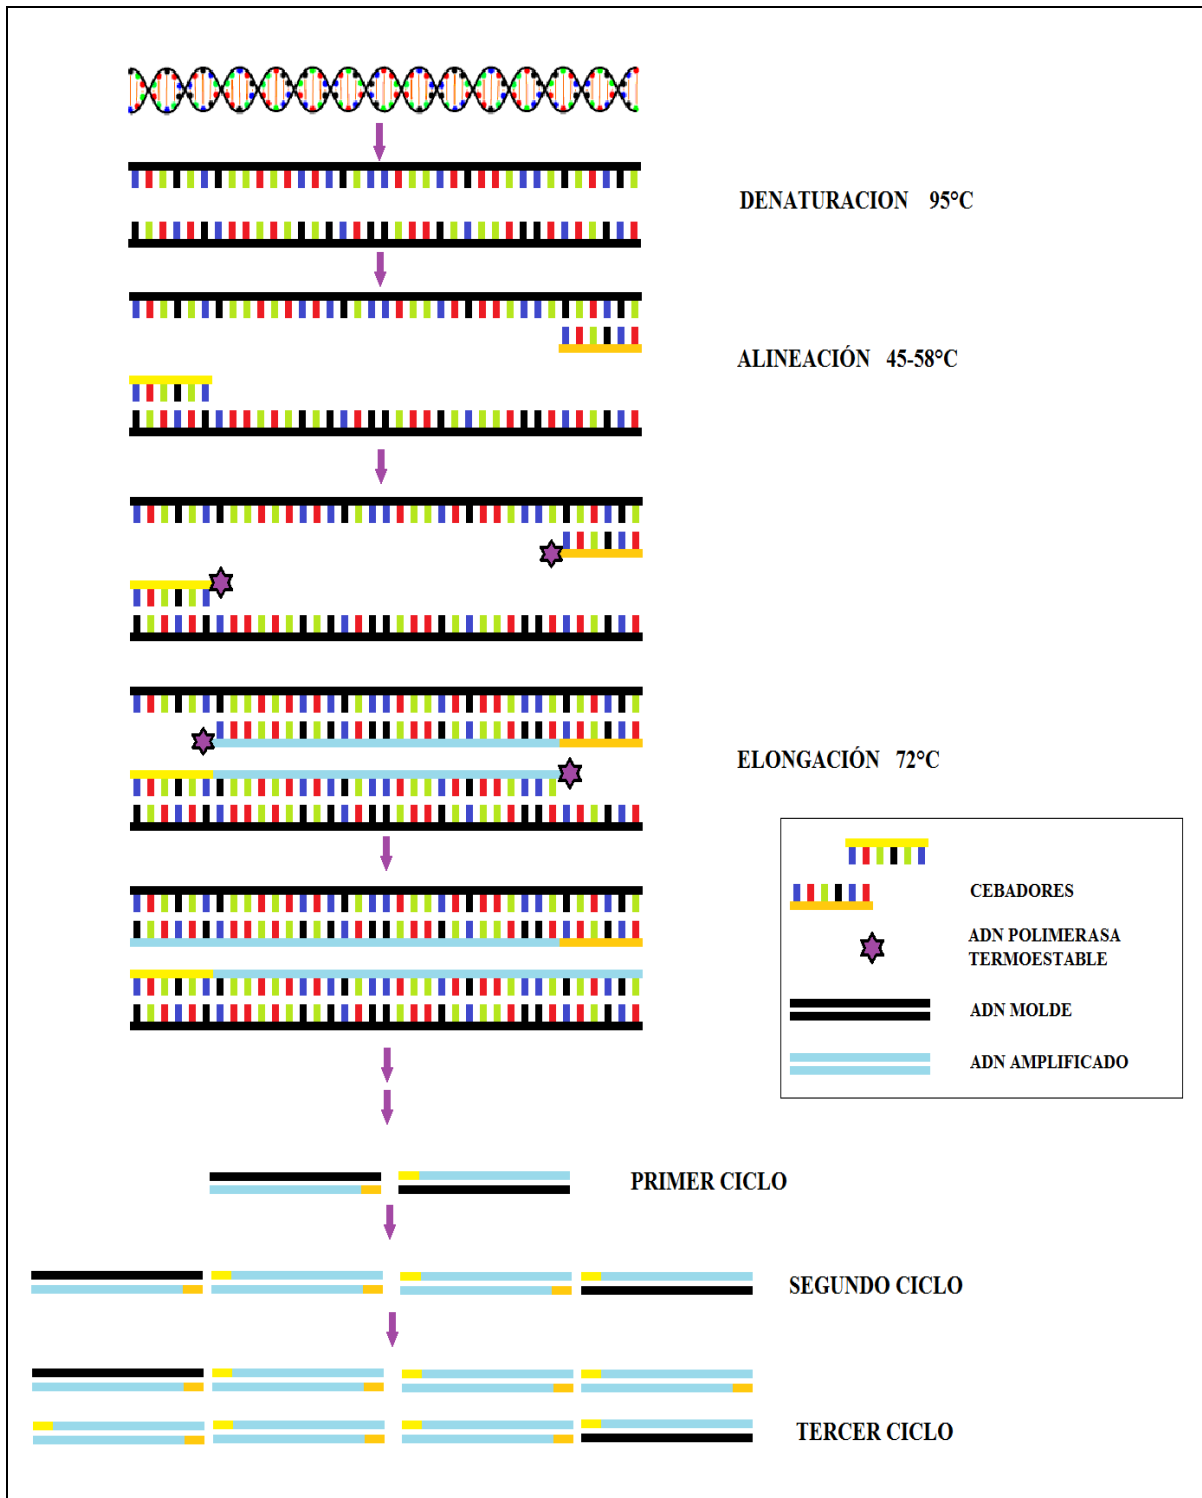 DENATURACION 95°C
ALINEACIÓN 45-58°C
ELONGACIÓN 72°C
CEBADORES
ADN POLIMERASA
TERMOESTABLE
ADN MOLDE
ADN AMPLIFICADO
PRIMER CICLO
SEGUNDO CICLO
TERCER CICLO